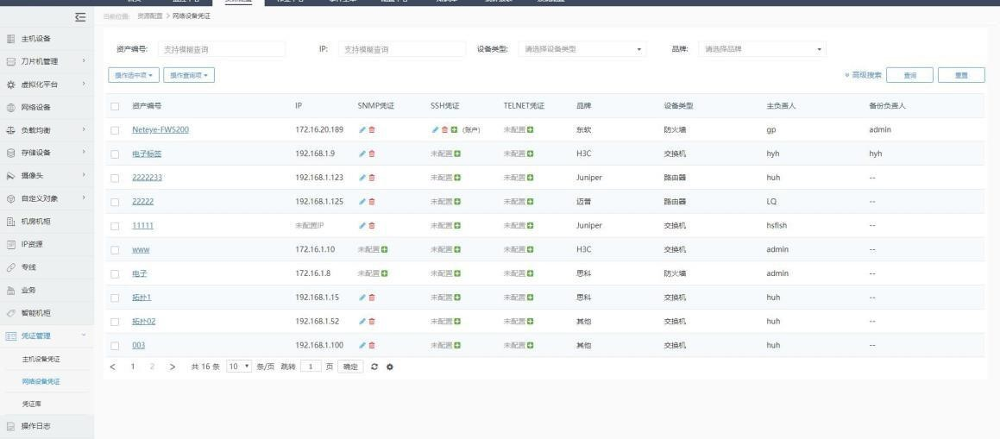 当前位置: 资源配置 > 网络设备凭证
主机设备
刀片机管理
虚拟化平台
网络设备
负载均衡
存储设备
摄像头
自定义对象
机房机柜
IP资源
专线
业务
智能机柜
凭证管理
主机设备凭证
网络设备凭证
凭证库
操作日志
资产编号: 支持模糊查询 IP: 支持模糊查询 设备类型: 请选择设备类型 品牌: 请选择品牌
操作选中项 操作查询项 高级搜索 查询 重置
资产编号 IP SNMP凭证 SSH凭证 TELNET凭证 品牌 设备类型 主负责人 备份负责人
Neteye-FW5200 172.16.20.189 (账户) 未配置 东软 防火墙 gp admin
电子标签 192.168.1.9 未配置 未配置 H3C 交换机 hyh hyh
2222233 192.168.1.123 未配置 未配置 Juniper 路由器 huh --
22222 192.168.1.125 未配置 未配置 迈普 路由器 LQ --
11111 未配置IP 未配置 未配置 Juniper 交换机 hsfish --
www 172.16.1.10 未配置 未配置 未配置 H3C 交换机 admin --
电子 172.16.1.8 未配置 未配置 未配置 思科 防火墙 admin --
拓扑1 192.168.1.15 未配置 未配置 思科 交换机 huh --
拓扑02 192.168.1.52 未配置 未配置 其他 交换机 huh --
003 192.168.1.100 未配置 未配置 其他 交换机 huh --
< 1 2 > 共 16 条 10 条/页 跳转 1 页 确定